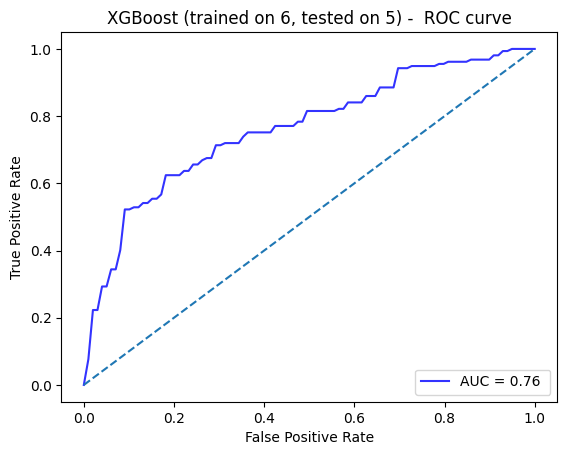 XGBoost (trained on 6, tested on 5) -  ROC curve
True Positive Rate
1.0
0.8
0.6
0.4
0.2
0.0
AUC = 0.76
0.0 0.2 0.4 0.6 0.8 1.0
False Positive Rate